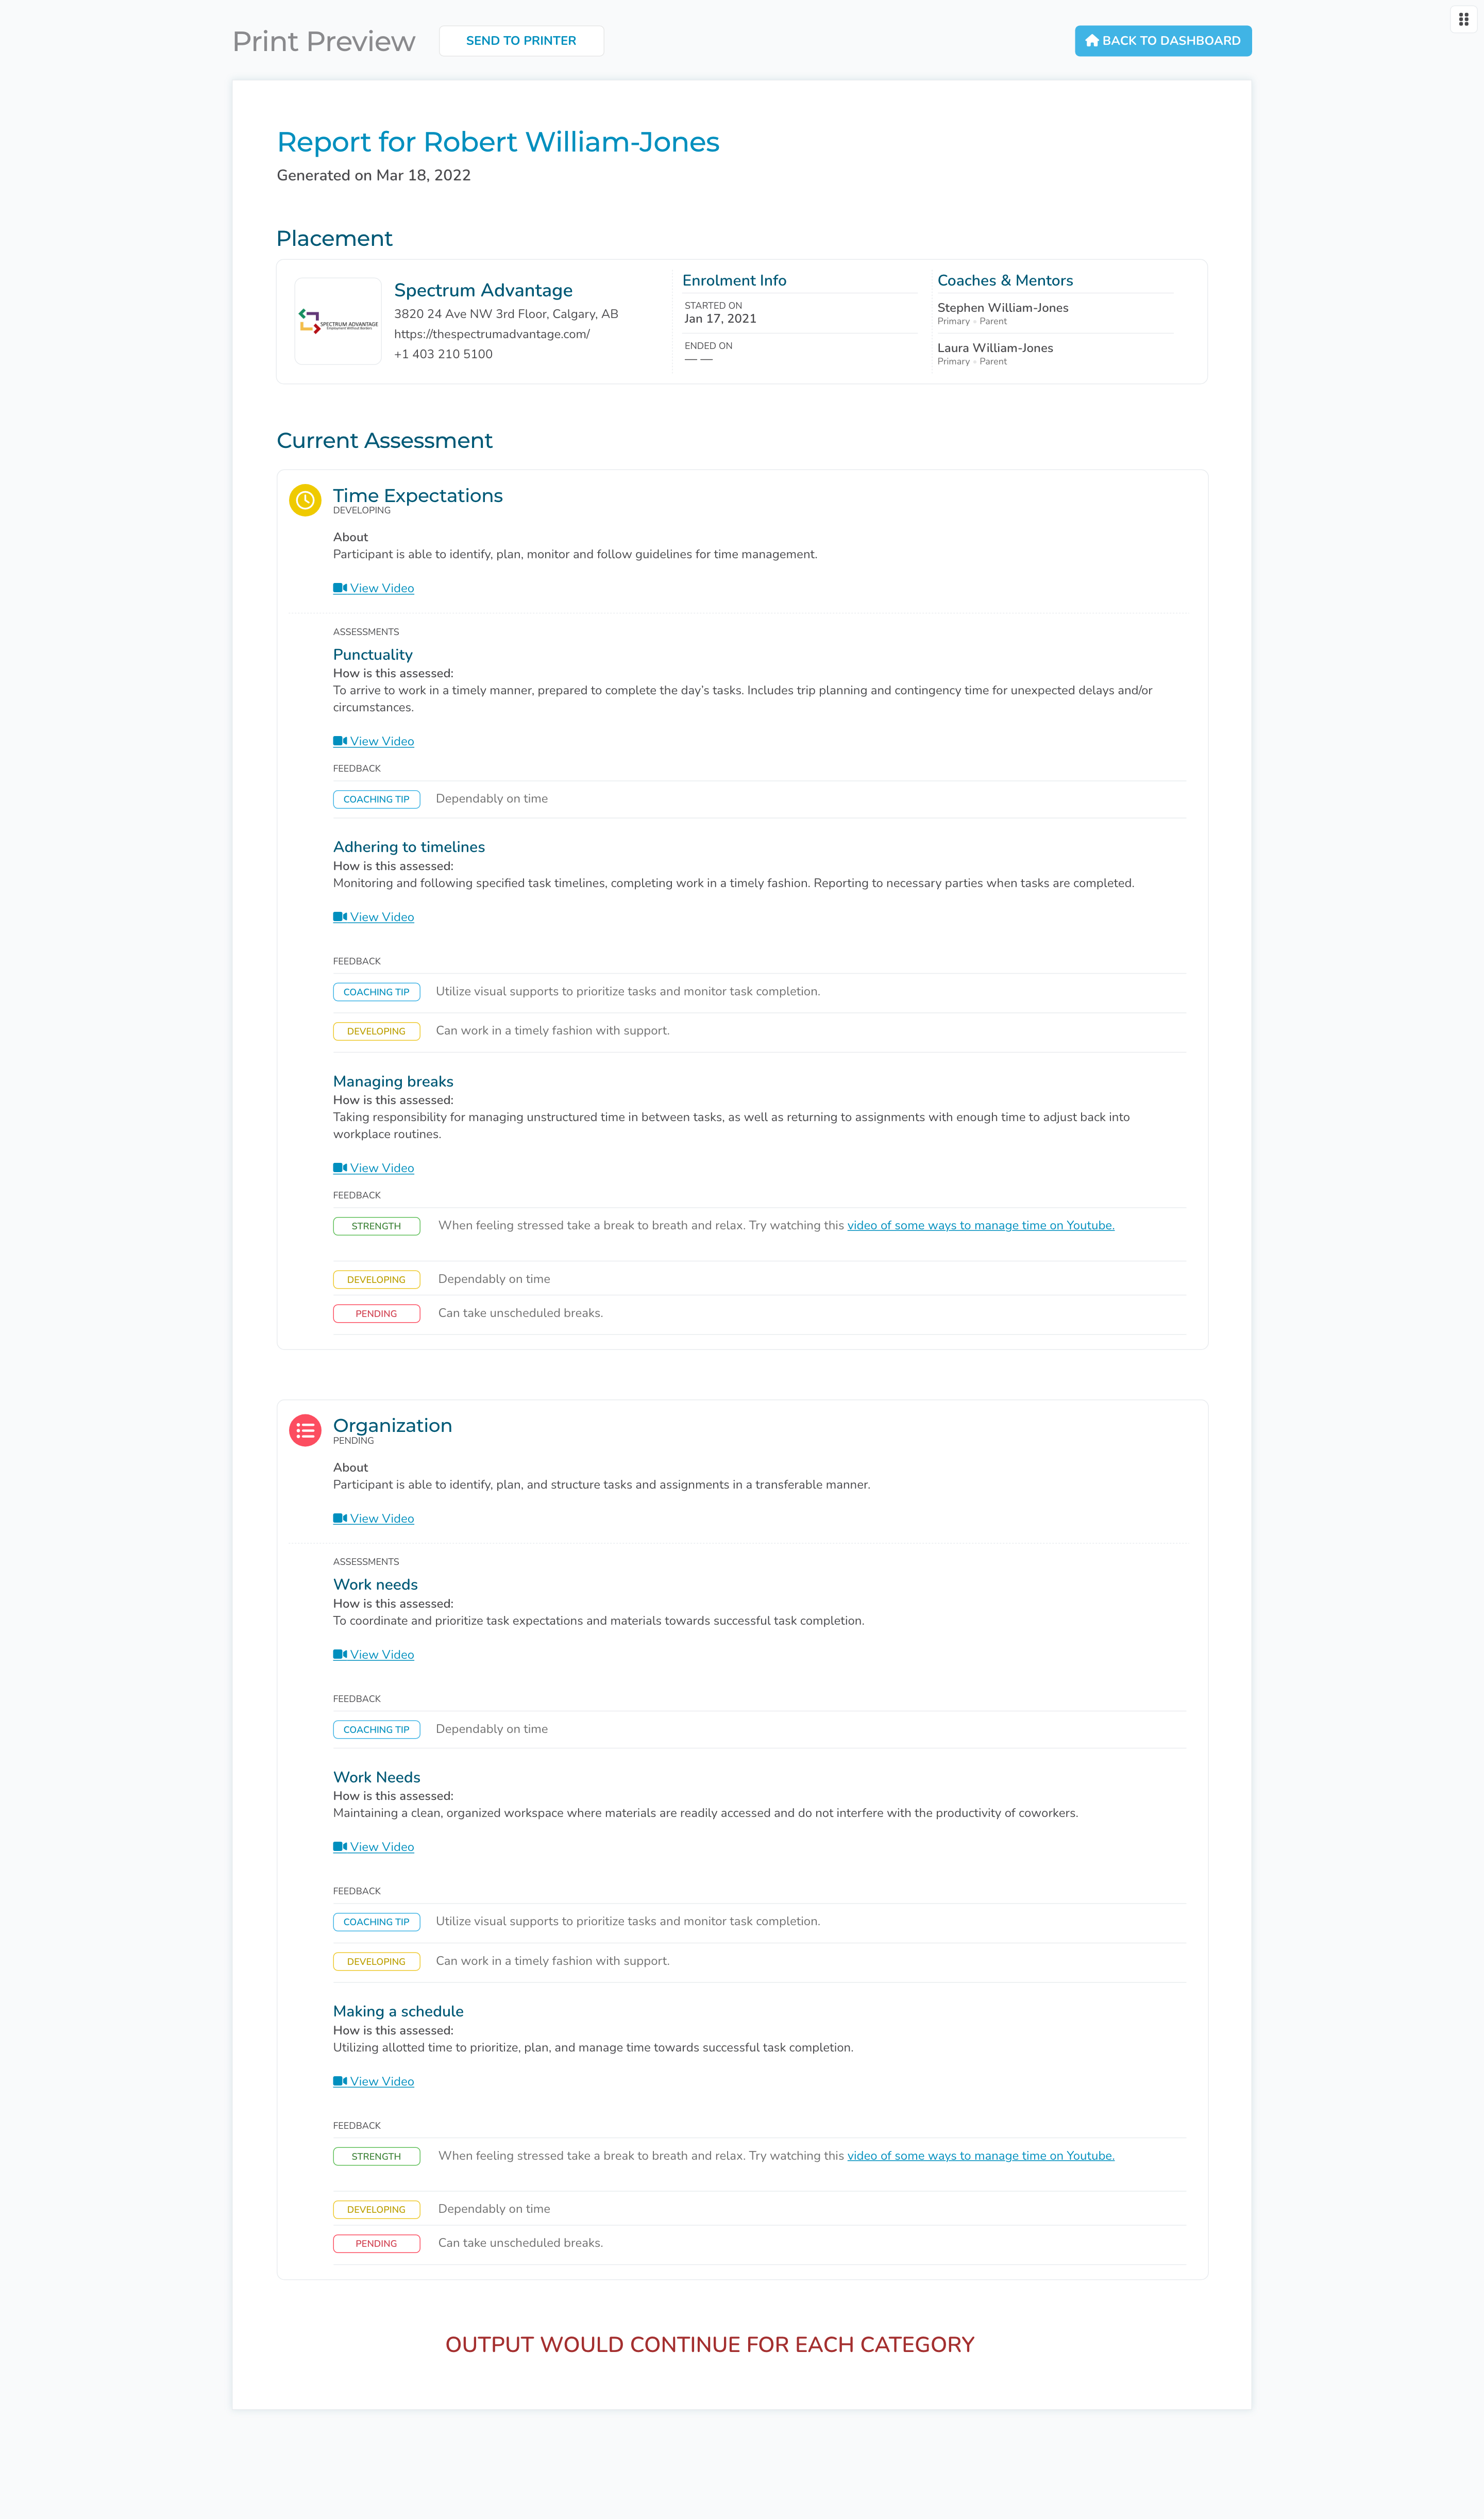 Print Preview
SEND TO PRINTER
BACK TO DASHBOARD
Report for Robert William-Jones
Generated on Mar 18, 2022
Placement
SPECTRUM ADVANTAGE
Employment Without Borders
Spectrum Advantage
3820 24 Ave NW 3rd Floor, Calgary, AB
https://thespectrumadvantage.com/
+1 403 210 5100
Enrolment Info
STARTED ON
Jan 17, 2021
ENDED ON
— —
Coaches & Mentors
Stephen William-Jones
Primary - Parent
Laura William-Jones
Primary - Parent
Current Assessment
Time Expectations
DEVELOPING
About
Participant is able to identify, plan, monitor and follow guidelines for time management.
View Video
ASSESSMENTS
Punctuality
How is this assessed:
To arrive to work in a timely manner, prepared to complete the day's tasks. Includes trip planning and contingency time for unexpected delays and/or
circumstances.
View Video
FEEDBACK
COACHING TIP Dependably on time
Adhering to timelines
How is this assessed:
Monitoring and following specified task timelines, completing work in a timely fashion. Reporting to necessary parties when tasks are completed.
View Video
FEEDBACK
COACHING TIP Utilize visual supports to prioritize tasks and monitor task completion.
DEVELOPING Can work in a timely fashion with support.
Managing breaks
How is this assessed:
Taking responsibility for managing unstructured time in between tasks, as well as returning to assignments with enough time to adjust back into
workplace routines.
View Video
FEEDBACK
STRENGTH When feeling stressed take a break to breath and relax. Try watching this video of some ways to manage time on Youtube.
DEVELOPING Dependably on time
PENDING Can take unscheduled breaks.
Organization
PENDING
About
Participant is able to identify, plan, and structure tasks and assignments in a transferable manner.
View Video
ASSESSMENTS
Work needs
How is this assessed:
To coordinate and prioritize task expectations and materials towards successful task completion.
View Video
FEEDBACK
COACHING TIP Dependably on time
Work Needs
How is this assessed:
Maintaining a clean, organized workspace where materials are readily accessed and do not interfere with the productivity of coworkers.
View Video
FEEDBACK
COACHING TIP Utilize visual supports to prioritize tasks and monitor task completion.
DEVELOPING Can work in a timely fashion with support.
Making a schedule
How is this assessed:
Utilizing allotted time to prioritize, plan, and manage time towards successful task completion.
View Video
FEEDBACK
STRENGTH When feeling stressed take a break to breath and relax. Try watching this video of some ways to manage time on Youtube.
DEVELOPING Dependably on time
PENDING Can take unscheduled breaks.
OUTPUT WOULD CONTINUE FOR EACH CATEGORY